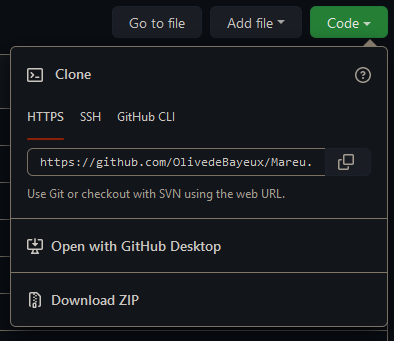 Go to file
Add file
Code
Clone
HTTPS
SSH
GitHub CLI
https://github.com/OlivedeBayeux/Mareu.
Use Git or checkout with SVN using the web URL.
Open with GitHub Desktop
Download ZIP